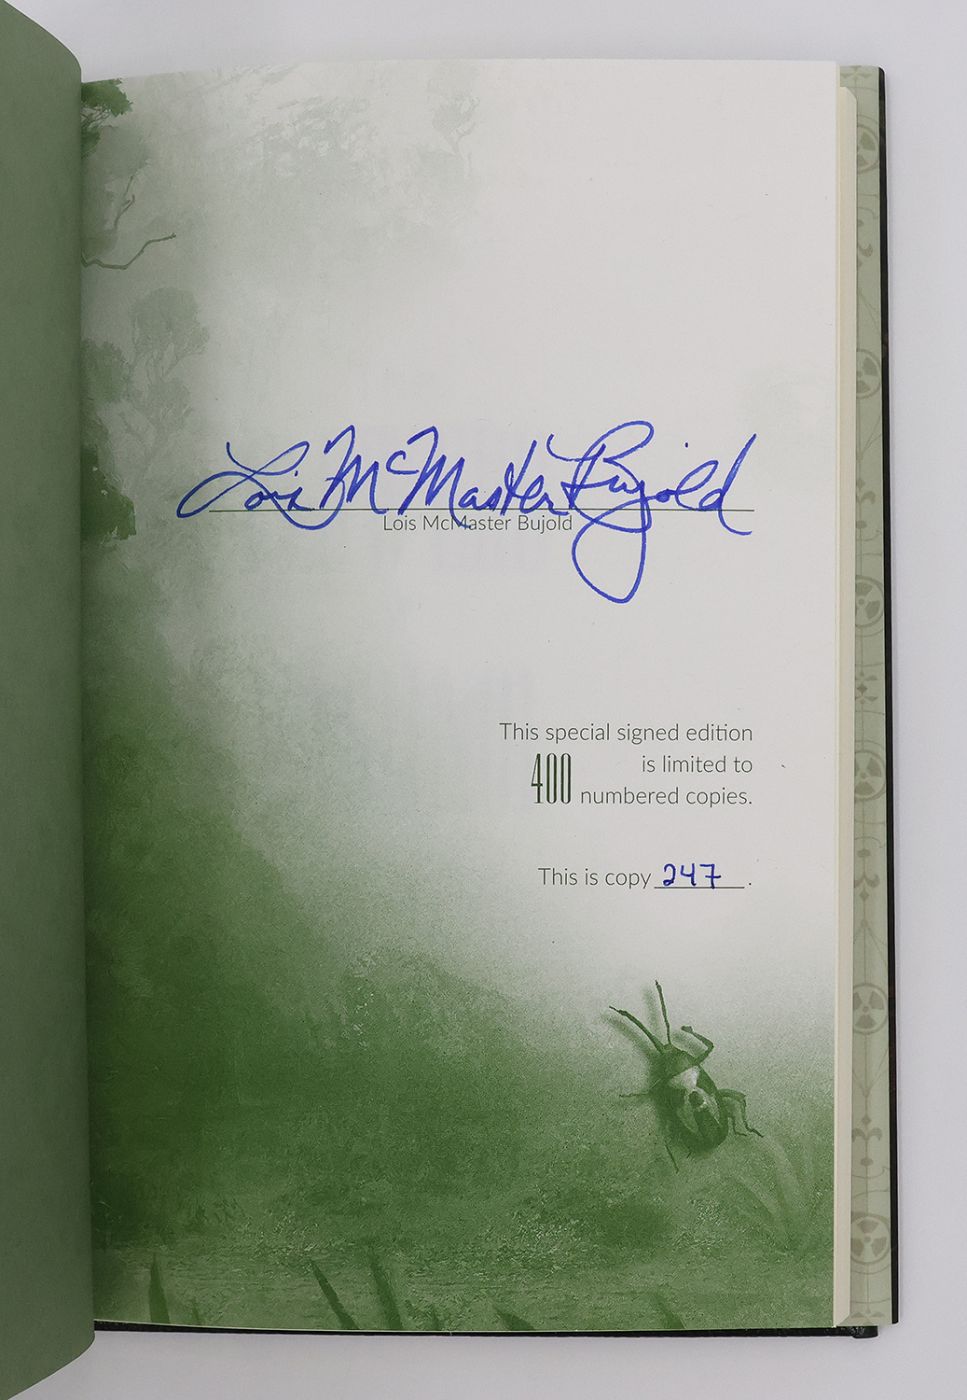 Lois McMaster Bujold
Lois McMaster Bujold
This special signed edition
is limited to
400 numbered copies.
This is copy 247.